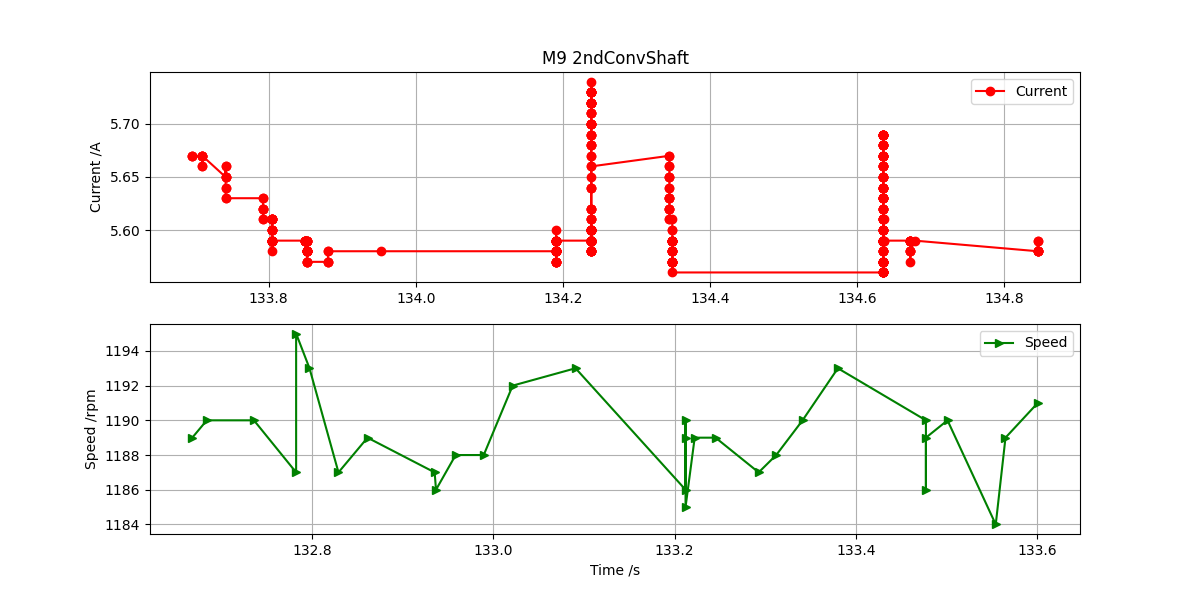 M9 2ndConvShaft
Current /A
5.70
5.65
5.60
Current
133.8 134.0 134.2 134.4 134.6 134.8
Speed /rpm
1194
1192
1190
1188
1186
1184
Speed
132.8 133.0 133.2 133.4 133.6
Time /s